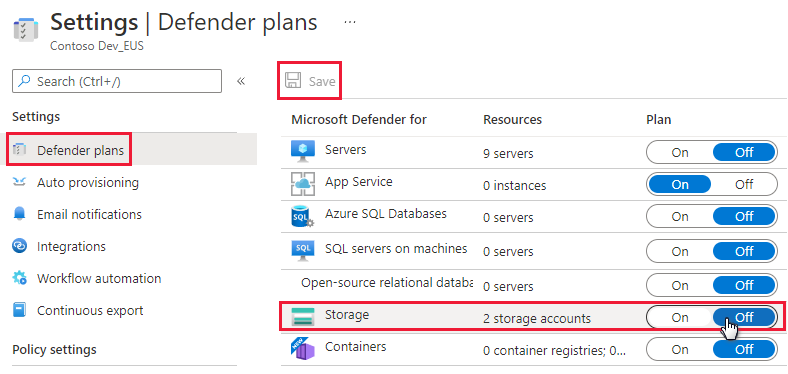 Settings | Defender plans ...
Contoso Dev_EUS
Search (Ctrl+/)
«
Save
Settings
Defender plans
Auto provisioning
Email notifications
Integrations
Workflow automation
Continuous export
Policy settings
Microsoft Defender for Resources Plan
Servers 9 servers On Off
App Service 0 instances On Off
SQL Azure SQL Databases 0 servers On Off
SQL SQL servers on machines 0 servers On Off
Open-source relational databa 0 servers On Off
Storage 2 storage accounts On Off
NEW Containers 0 container registries; 0... On Off